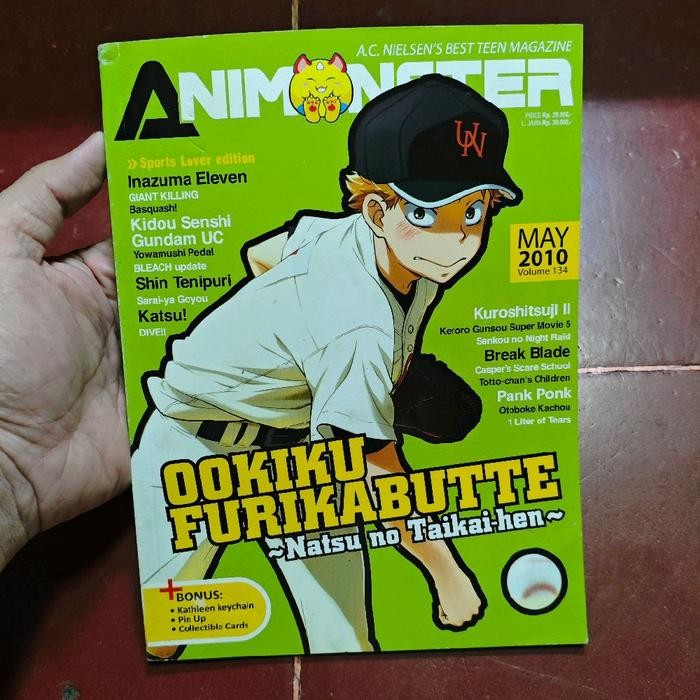 A.C. NIELSEN'S BEST TEEN MAGAZINE
ANIMONSTER
PRICE Rp. 29.000,-
L. JAWA Rp. 30.000,-
>> Sports Lover edition
Inazuma Eleven
GIANT KILLING
Basquash!
Kidou Senshi
Gundam UC
Yowamushi Pedal
BLEACH update
Shin Tenipuri
Sarai-ya Goyou
Katsu!
DIVE!!
UN
MAY
2010
Volume 134
Kuroshitsuji II
Keroro Gunsou Super Movie 5
Sankou no Night Raid
Break Blade
Casper's Scare School
Totto-chan's Children
Pank Ponk
Otoboke Kachou
1 Liter of Tears
OOKIKU
FURIKABUTTE
~Natsu no Taikai-hen~
+BONUS:
• Kathleen keychain
• Pin Up
• Collectible Cards